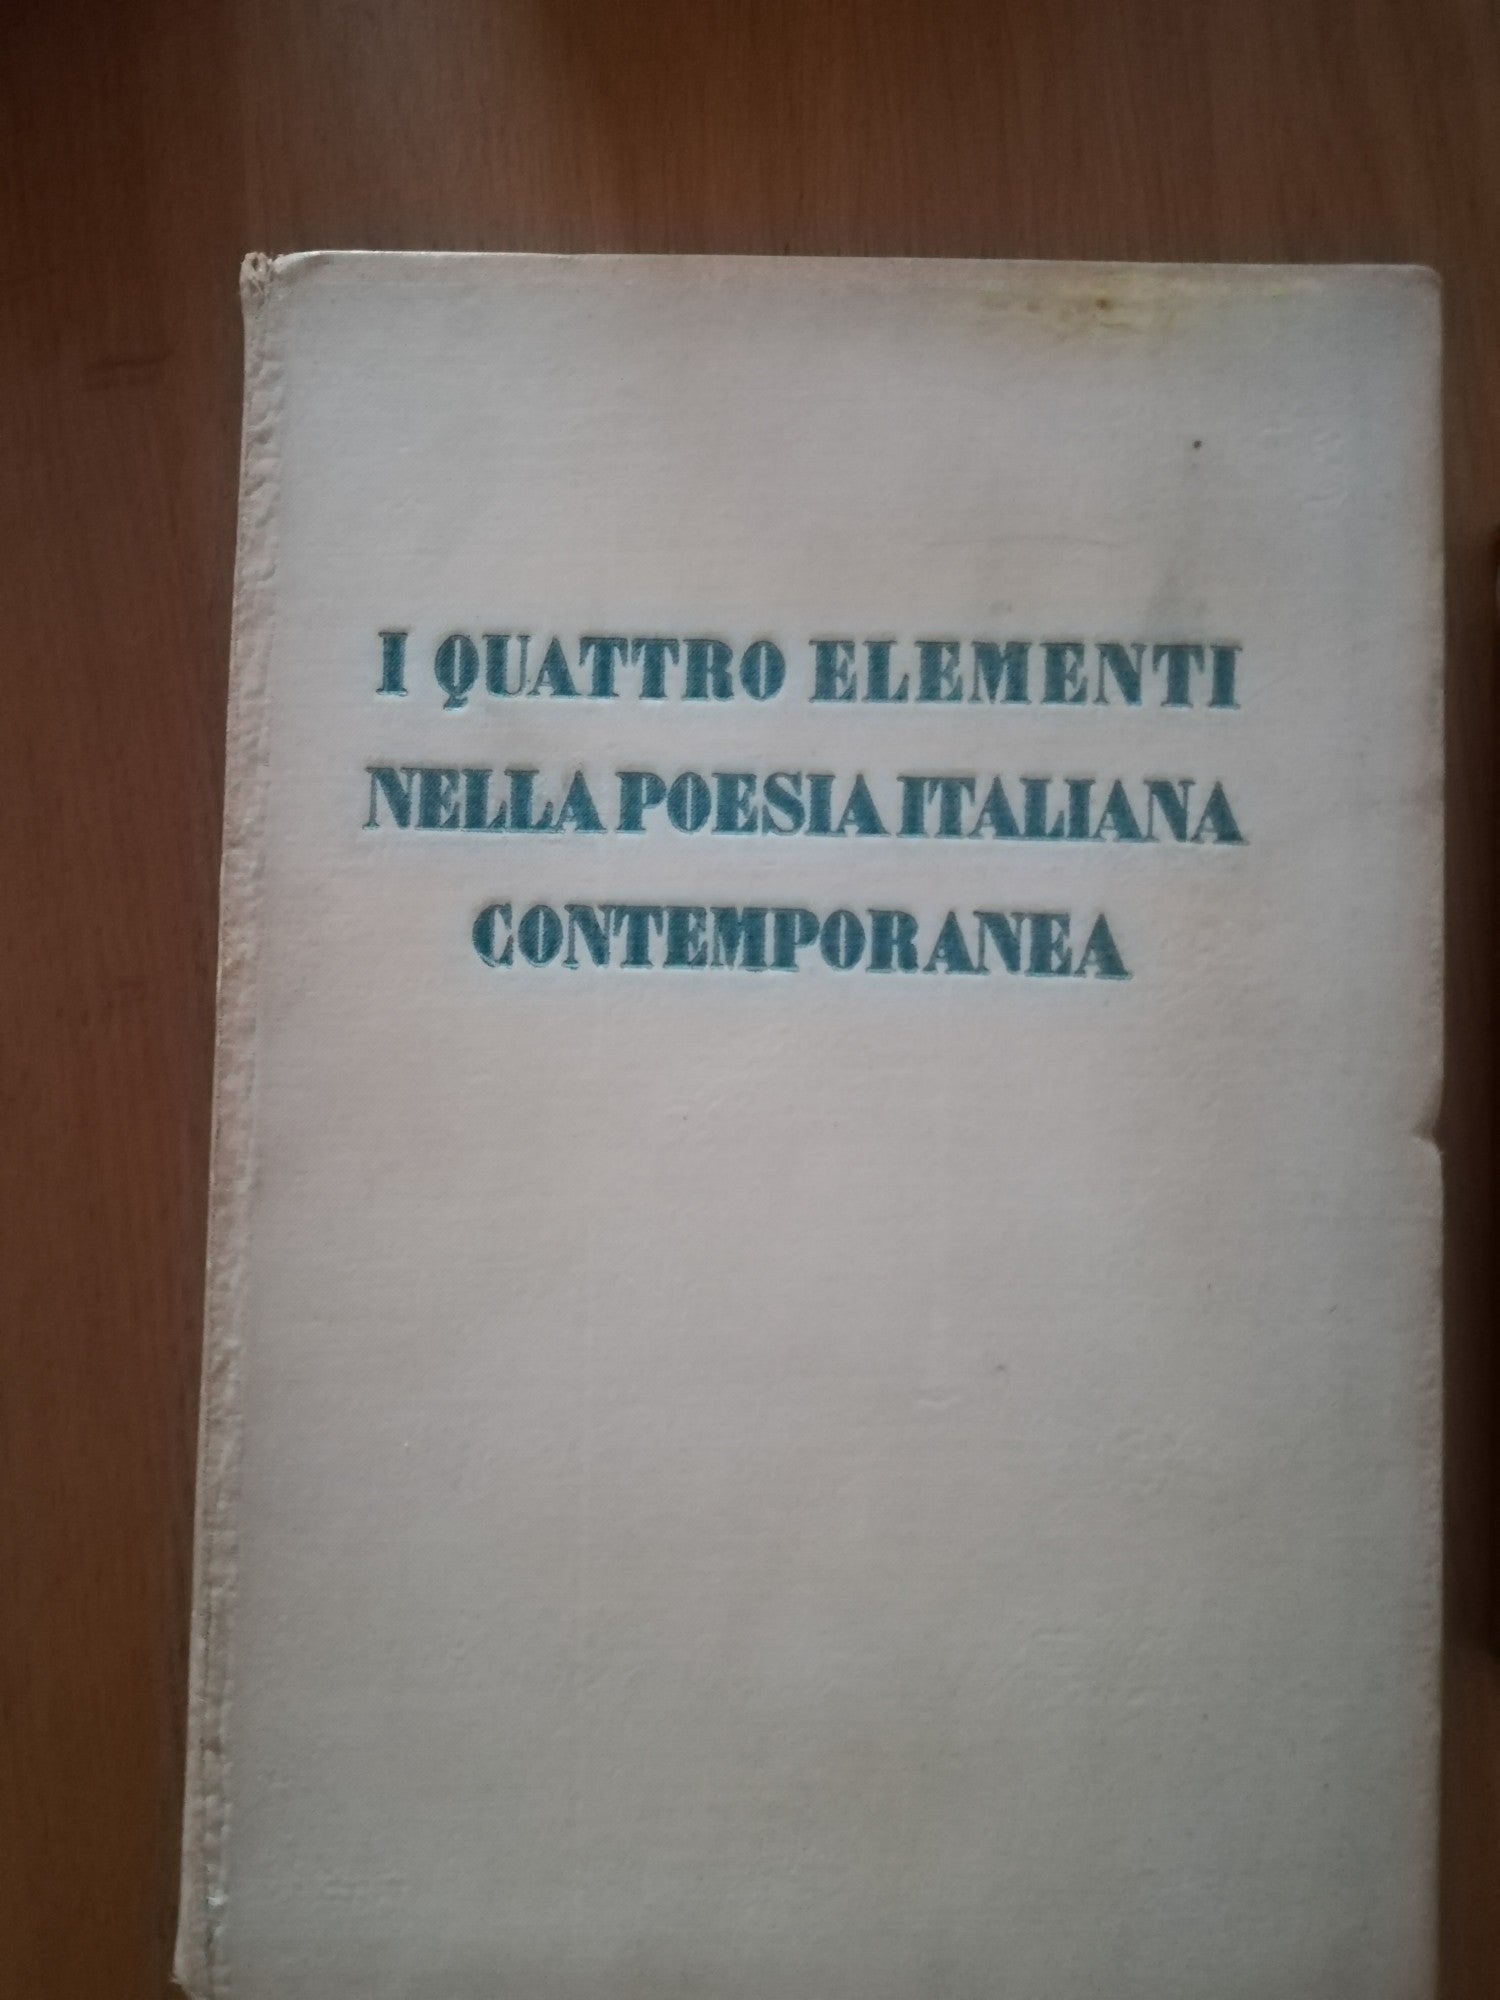 I QUATTRO ELEMENTI
NELLA POESIA ITALIANA
CONTEMPORANEA